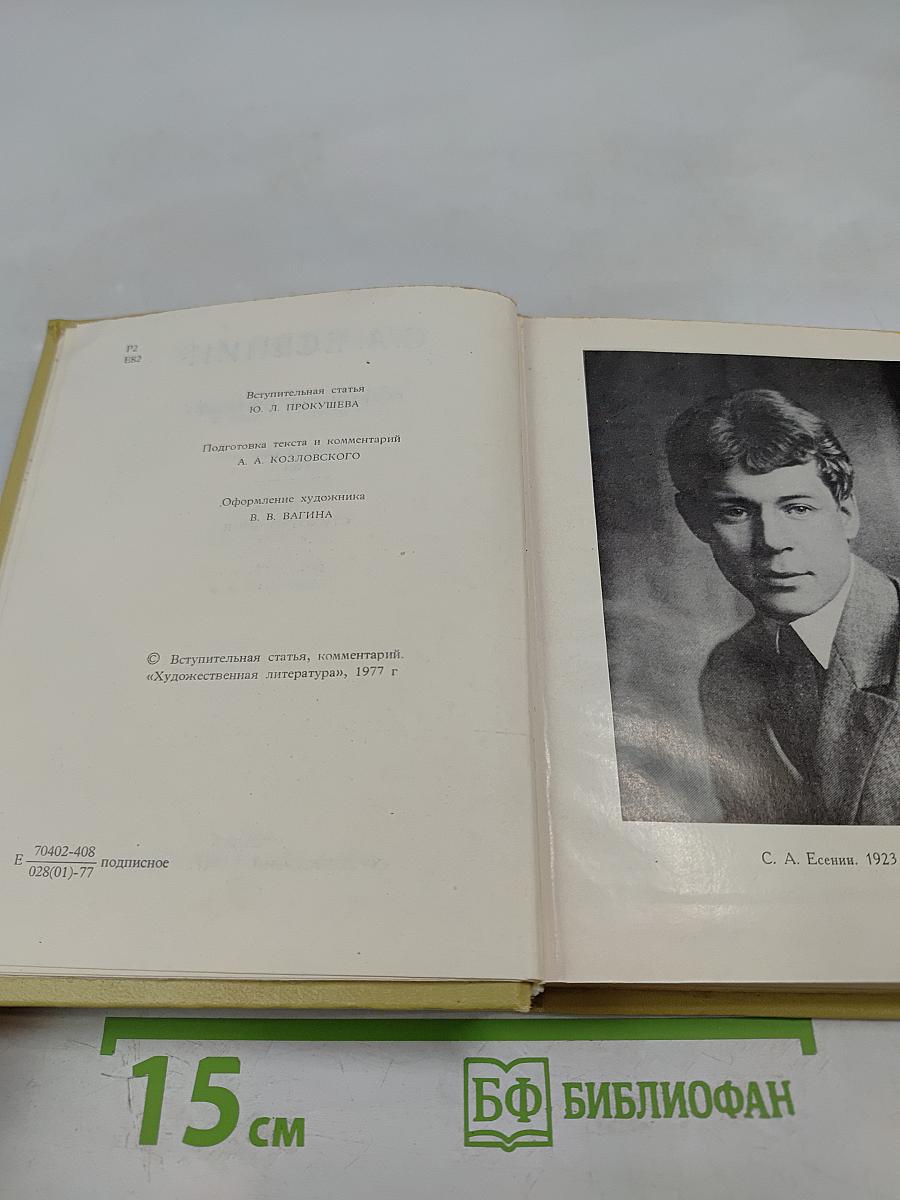 Р2
Е82
Вступительная статья
Ю. Л. ПРОКУШЕВА
Подготовка текста и комментарий
А. А. КОЗЛОВСКОГО
Оформление художника
В. В. ВАГИНА
© Вступительная статья, комментарий.
«Художественная литература», 1977 г
70402-408
Е подписное
028(01)-77
С. А. Есенин. 1923
15 см
БФ БИБЛИОФАН